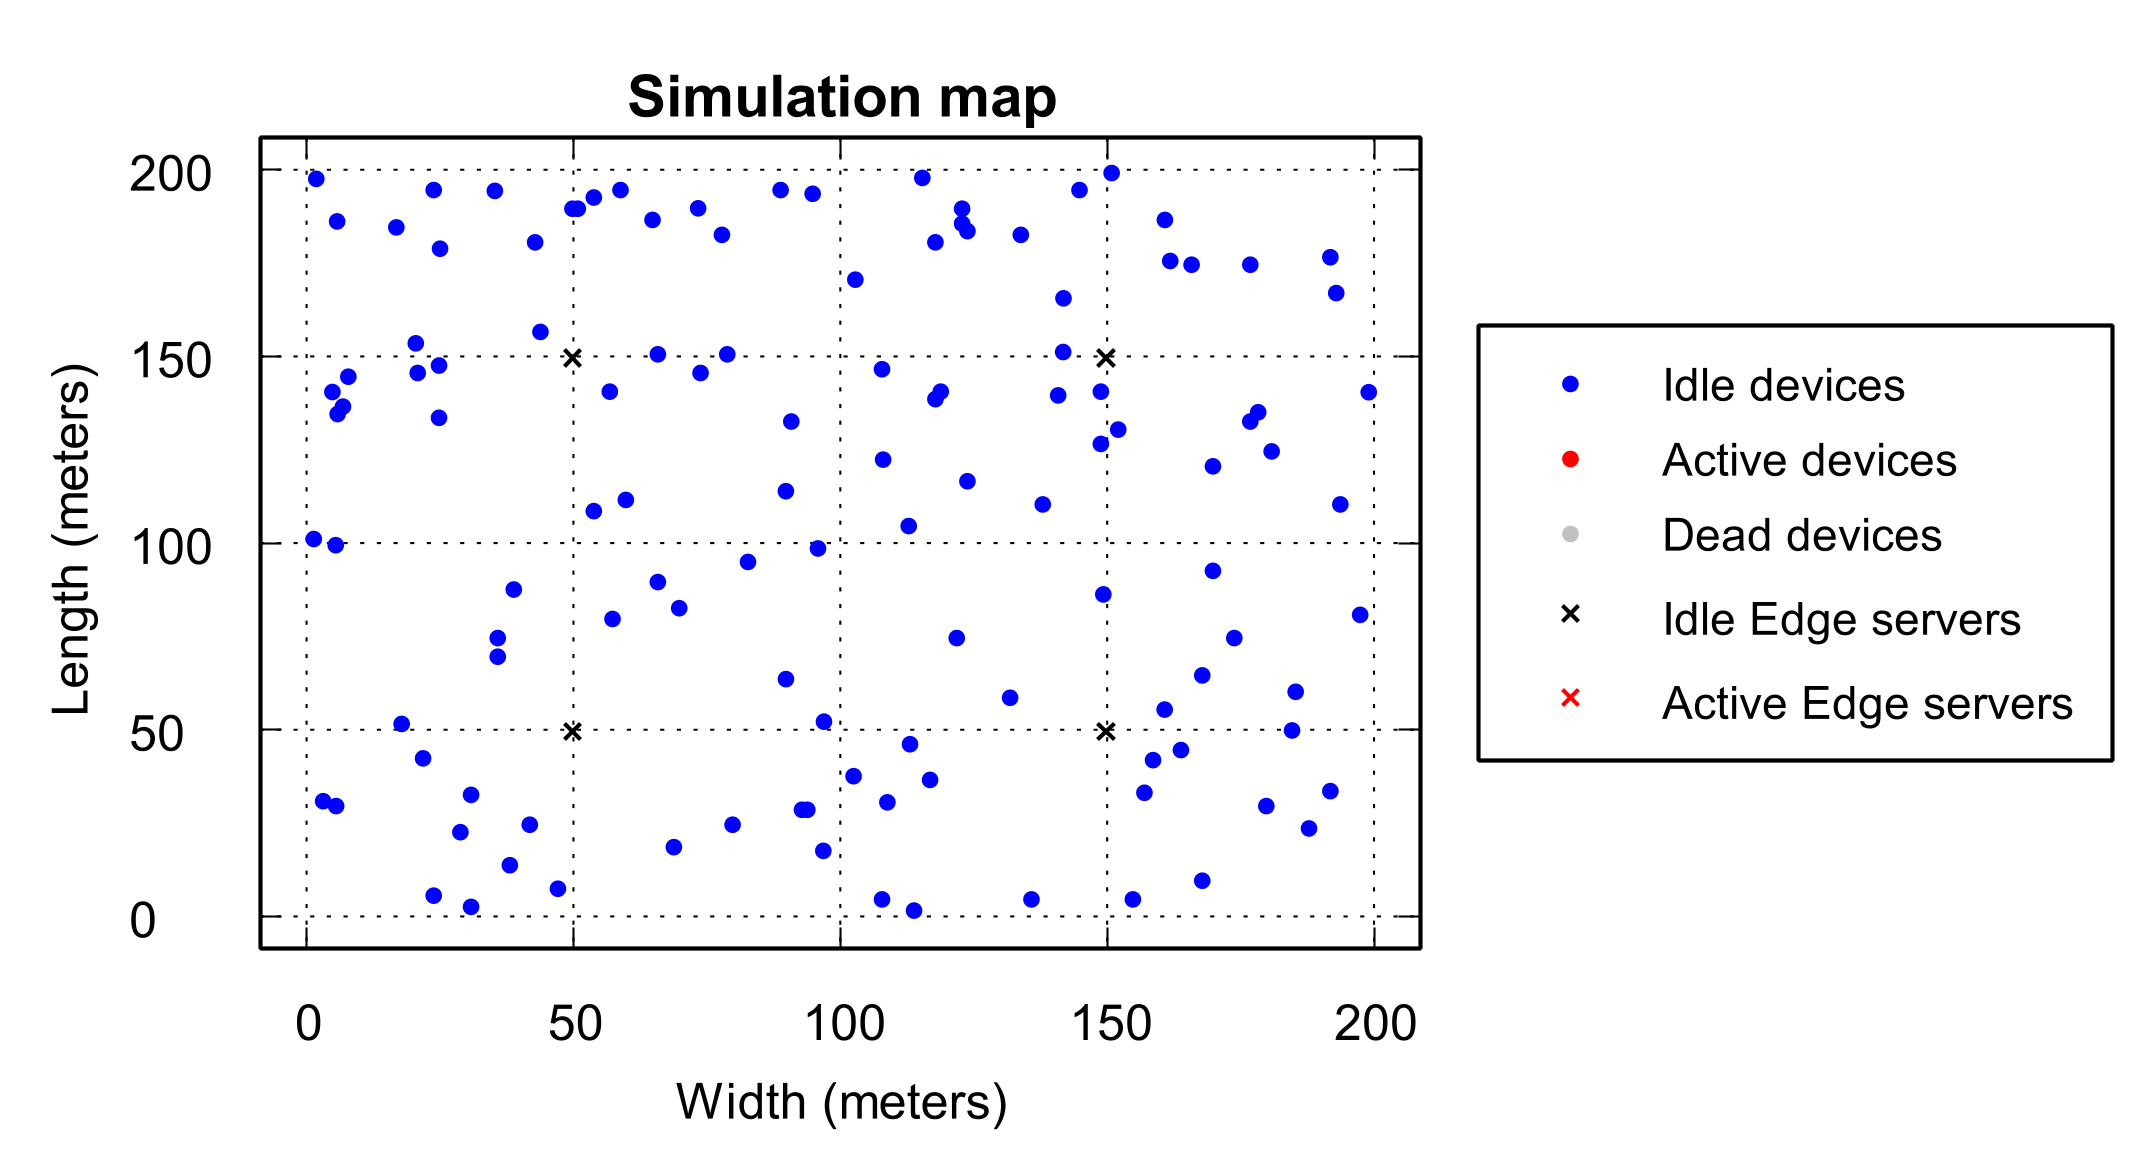 Simulation map
200
150
100
50
0
Length (meters)
0 50 100 150 200
Width (meters)
Idle devices
Active devices
Dead devices
Idle Edge servers
Active Edge servers